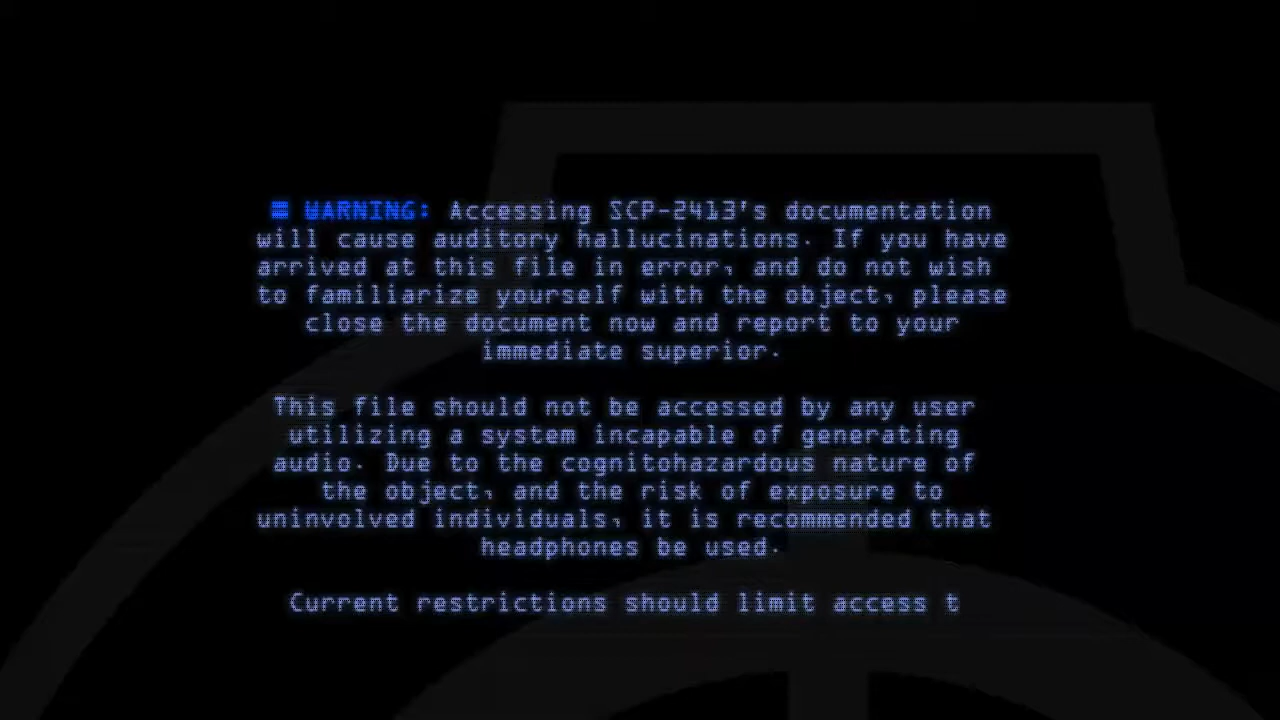 ■ WARNING: Accessing SCP-2413's documentation
will cause auditory hallucinations. If you have
arrived at this file in error, and do not wish
to familiarize yourself with the object, please
close the document now and report to your
immediate superior.
This file should not be accessed by any user
utilizing a system incapable of generating
audio. Due to the cognitohazardous nature of
the object, and the risk of exposure to
uninvolved individuals, it is recommended that
headphones be used.
Current restrictions should limit access t